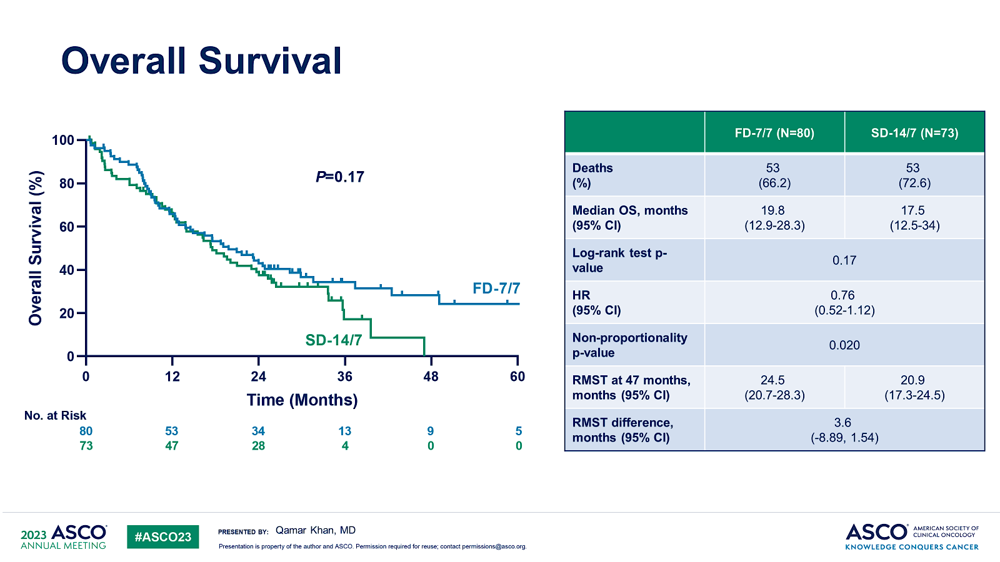 Overall Survival
Overall Survival (%)
100
80
60
40
20
0
P=0.17
FD-7/7
SD-14/7
0 12 24 36 48 60
Time (Months)
No. at Risk
80 53 34 13 9 5
73 47 28 4 0 0
FD-7/7 (N=80) SD-14/7 (N=73)
Deaths
(%)
53
(66.2)
53
(72.6)
Median OS, months
(95% CI)
19.8
(12.9-28.3)
17.5
(12.5-34)
Log-rank test p-
value
0.17
HR
(95% CI)
0.76
(0.52-1.12)
Non-proportionality
p-value
0.020
RMST at 47 months,
months (95% CI)
24.5
(20.7-28.3)
20.9
(17.3-24.5)
RMST difference,
months (95% CI)
3.6
(-8.89, 1.54)
2023 ASCO®
ANNUAL MEETING
#ASCO23
PRESENTED BY: Qamar Khan, MD
Presentation is property of the author and ASCO. Permission required for reuse; contact permissions@asco.org.
ASCO® AMERICAN SOCIETY OF
CLINICAL ONCOLOGY
KNOWLEDGE CONQUERS CANCER